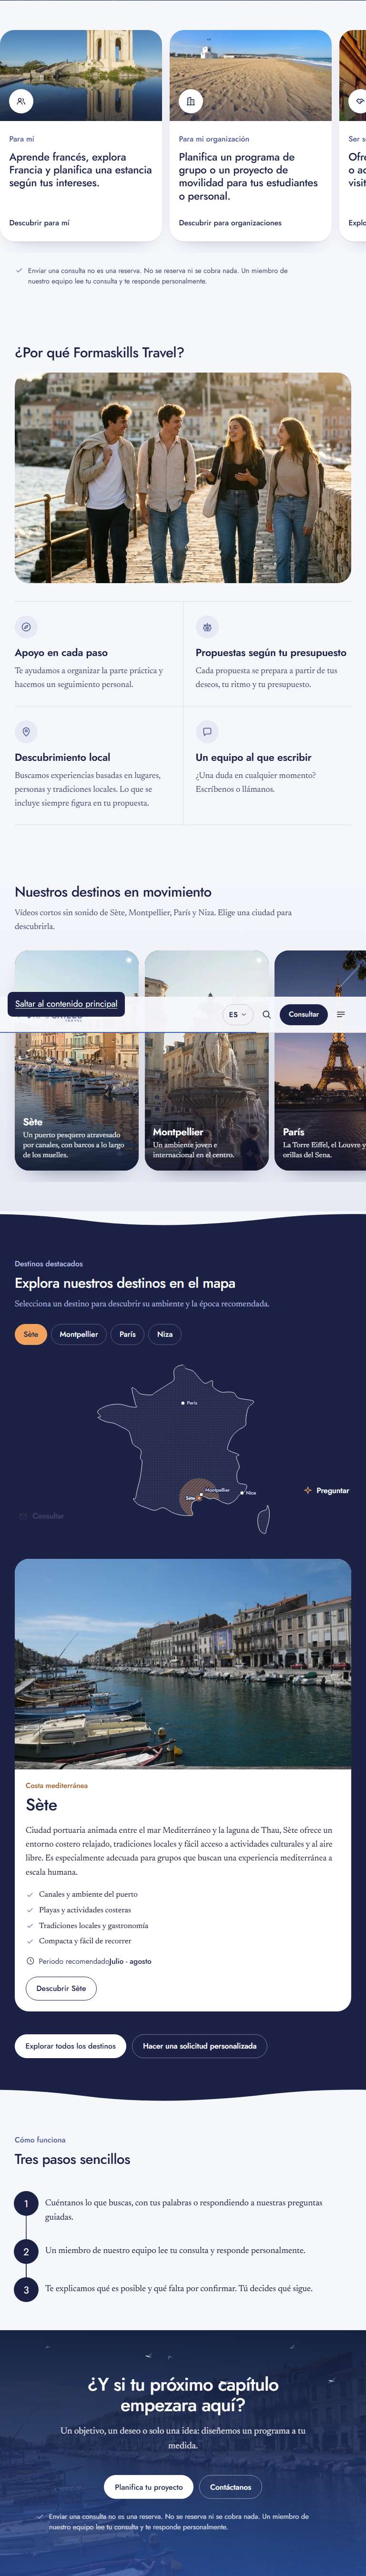 Para mí
Aprende francés, explora
Francia y planifica una estancia
según tus intereses.
Descubrir para mí
Para mi organización
Planifica un programa de
grupo o un proyecto de
movilidad para tus estudiantes
o personal.
Descubrir para organizaciones
Enviar una consulta no es una reserva. No se reserva ni se cobra nada. Un miembro de
nuestro equipo lee tu consulta y te responde personalmente.
¿Por qué Formaskills Travel?
Apoyo en cada paso
Te ayudamos a organizar la parte práctica y
hacemos un seguimiento personal.
Propuestas según tu presupuesto
Cada propuesta se prepara a partir de tus
deseos, tu ritmo y tu presupuesto.
Descubrimiento local
Buscamos experiencias basadas en lugares,
personas y tradiciones locales. Lo que se
incluye siempre figura en tu propuesta.
Un equipo al que escribir
¿Una duda en cualquier momento?
Escríbenos o llámanos.
Nuestros destinos en movimiento
Vídeos cortos sin sonido de Sète, Montpellier, París y Niza. Elige una ciudad para
descubrirla.
Saltar al contenido principal
ES
Consultar
Sète
Un puerto pesquero atravesado
por canales, con barcos a lo largo
de los muelles.
Montpellier
Un ambiente joven e
internacional en el centro.
París
La Torre Eiffel, el Louvre y
orillas del Sena.
Destinos destacados
Explora nuestros destinos en el mapa
Selecciona un destino para descubrir su ambiente y la época recomendada.
Sète
Montpellier
París
Niza
Paris
Montpellier
Sète
Nice
Preguntar
Consultar
Costa mediterránea
Sète
Ciudad portuaria animada entre el mar Mediterráneo y la laguna de Thau, Sète ofrece un
entorno costero relajado, tradiciones locales y fácil acceso a actividades culturales y al aire
libre. Es especialmente adecuada para grupos que buscan una experiencia mediterránea a
escala humana.
Canales y ambiente del puerto
Playas y actividades costeras
Tradiciones locales y gastronomía
Compacta y fácil de recorrer
Periodo recomendadoJulio - agosto
Descubrir Sète
Explorar todos los destinos
Hacer una solicitud personalizada
Cómo funciona
Tres pasos sencillos
1
Cuéntanos lo que buscas, con tus palabras o respondiendo a nuestras preguntas
guiadas.
2
Un miembro de nuestro equipo lee tu consulta y responde personalmente.
3
Te explicamos qué es posible y qué falta por confirmar. Tú decides qué sigue.
¿Y si tu próximo capítulo
empezara aquí?
Un objetivo, un deseo o solo una idea: diseñemos un programa a tu
medida.
Planifica tu proyecto
Contáctanos
Enviar una consulta no es una reserva. No se reserva ni se cobra nada. Un miembro de
nuestro equipo lee tu consulta y te responde personalmente.